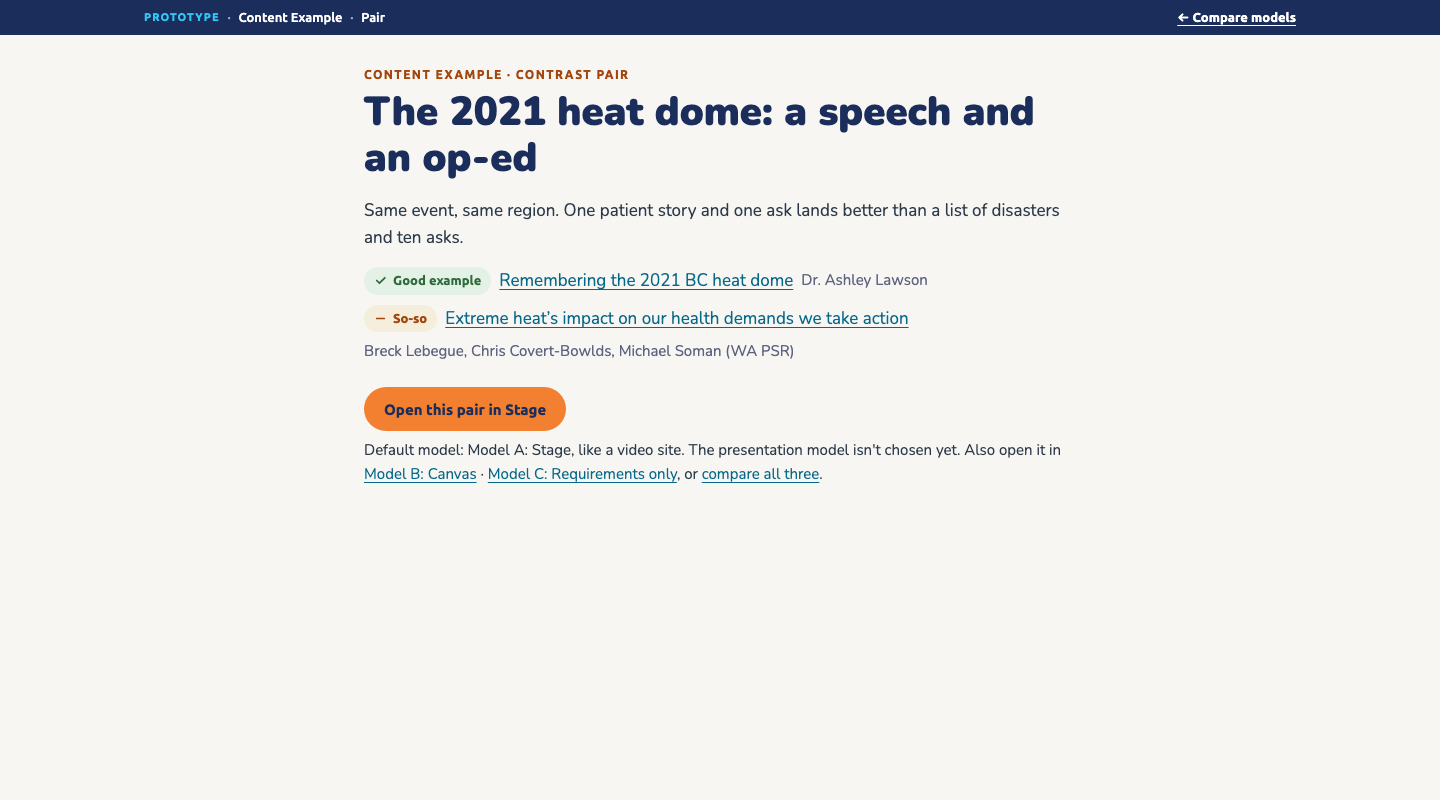 PROTOTYPE · Content Example · Pair
← Compare models
CONTENT EXAMPLE · CONTRAST PAIR
The 2021 heat dome: a speech and
an op-ed
Same event, same region. One patient story and one ask lands better than a list of disasters
and ten asks.
✓ Good example Remembering the 2021 BC heat dome Dr. Ashley Lawson
– So-so Extreme heat’s impact on our health demands we take action
Breck Lebegue, Chris Covert-Bowlds, Michael Soman (WA PSR)
Open this pair in Stage
Default model: Model A: Stage, like a video site. The presentation model isn't chosen yet. Also open it in
Model B: Canvas · Model C: Requirements only, or compare all three.